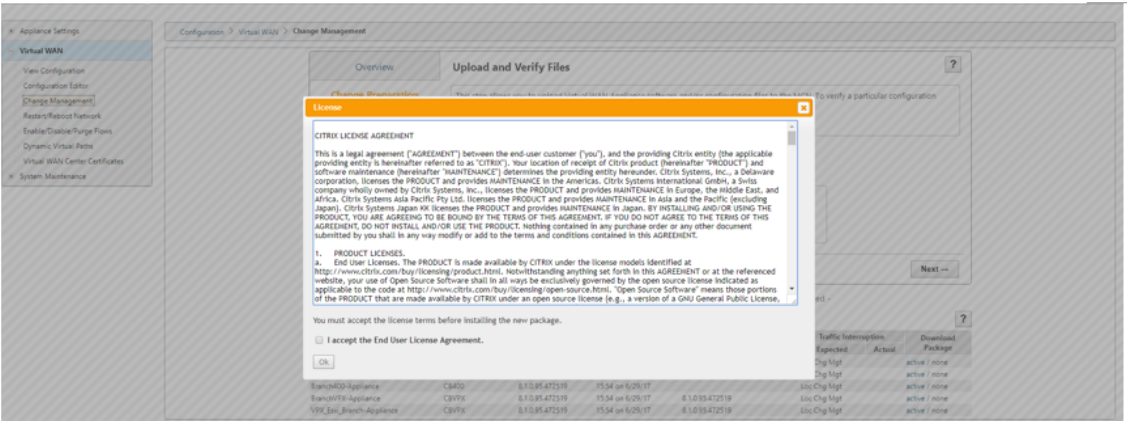 Appliance Settings
Virtual WAN
View Configuration
Configuration Editor
Change Management
Restart/Reboot Network
Enable/Disable/Purge Flows
Dynamic Virtual Paths
Virtual WAN Center Certificates
System Maintenance
Configuration > Virtual WAN > Change Management
Overview
Upload and Verify Files
?
Change Preparation
To verify a particular configuration
License
CITRIX LICENSE AGREEMENT
This is a legal agreement ("AGREEMENT") between the end-user customer ("you"), and the providing Citrix entity (the applicable
providing entity is hereinafter referred to as "CITRIX"). Your location of receipt of Citrix product (hereinafter "PRODUCT") and
software maintenance (hereinafter "MAINTENANCE") determines the providing entity hereunder. Citrix Systems, Inc., a Delaware
corporation, licenses the PRODUCT and provides MAINTENANCE in the Americas. Citrix Systems International GmbH, a Swiss
company wholly owned by Citrix Systems, Inc., licenses the PRODUCT and provides MAINTENANCE in Europe, the Middle East, and
Africa. Citrix Systems Asia Pacific Pty Ltd. licenses the PRODUCT and provides MAINTENANCE in Asia and the Pacific (excluding
Japan). Citrix Systems Japan KK licenses the PRODUCT and provides MAINTENANCE in Japan. BY INSTALLING AND/OR USING THE
PRODUCT, YOU ARE AGREEING TO BE BOUND BY THE TERMS OF THIS AGREEMENT. IF YOU DO NOT AGREE TO THE TERMS OF THIS
AGREEMENT, DO NOT INSTALL AND/OR USE THE PRODUCT. Nothing contained in any purchase order or any other document
submitted by you shall in any way modify or add to the terms and conditions contained in this AGREEMENT.
1. PRODUCT LICENSES.
a. End User Licenses. The PRODUCT is made available by CITRIX under the license models identified at
http://www.citrix.com/buy/licensing/product.html. Notwithstanding anything set forth in this AGREEMENT or at the referenced
website, your use of Open Source Software shall in all ways be exclusively governed by the open source license indicated as
applicable to the code at http://www.citrix.com/buy/licensing/open-source.html. "Open Source Software" means those portions
of the PRODUCT that are made available by CITRIX under an open source license (e.g., a version of a GNU General Public License,
Next →
You must accept the license terms before installing the new package.
?
I accept the End User License Agreement.
Ok
Traffic Interruption Download
Expected Actual Package
Chg Mgt active / none
Loc Chg Mgt active / none
Branch400-Appliance CB400 8.1.0.95.472519 15:54 on 6/29/17 Loc Chg Mgt active / none
BranchVPX-Appliance CBVPX 8.1.0.95.472519 15:54 on 6/29/17 8.1.0.95.472519 Loc Chg Mgt active / none
VPX_Esxi_Branch-Appliance CBVPX 8.1.0.95.472519 15:54 on 6/29/17 8.1.0.95.472519 Loc Chg Mgt active / none